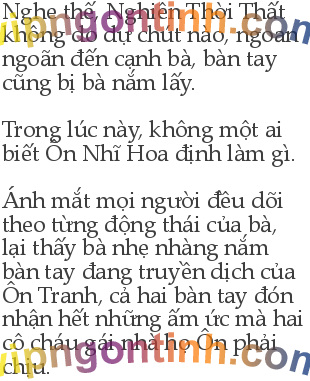 Nghe thế, Nghiên Thời Thất
không do dự chút nào, ngoan
ngoãn đến cạnh bà, bàn tay
cũng bị bà nắm lấy.
Trong lúc này, không một ai
biết Ôn Nhĩ Hoa định làm gì.
Ánh mắt mọi người đều dõi
theo từng động thái của bà,
lại thấy bà nhẹ nhàng nắm
bàn tay đang truyền dịch của
Ôn Tranh, cả hai bàn tay đón
nhận hết những ấm ức mà hai
cô cháu gái nhà họ Ôn phải
chịu.
vipngontinh.com
vipngontinh.com